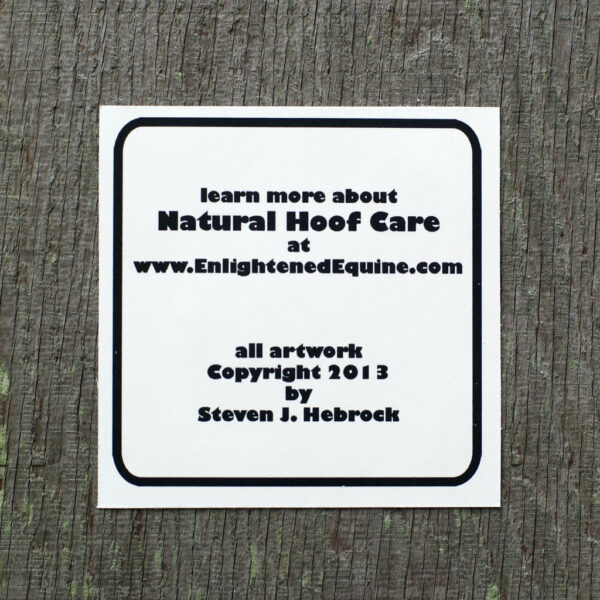 learn more about
Natural Hoof Care
at
www.EnlightenedEquine.com
all artwork
Copyright 2013
by
Steven J. Hebrock